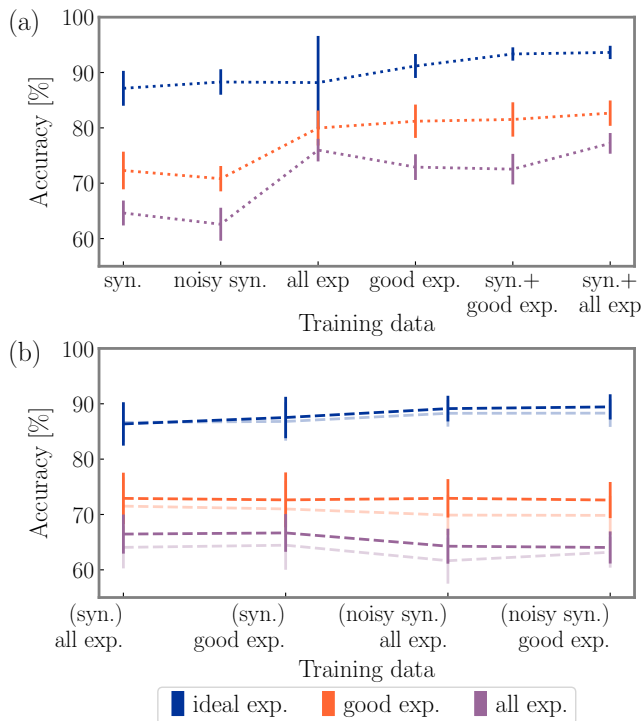 (a)
100
90
80
70
60
Accuracy [%]
syn. noisy syn. all exp good exp. syn.+ syn.+
good exp. all exp
Training data
(b)
100
90
80
70
60
Accuracy [%]
(syn.) (syn.) (noisy syn.) (noisy syn.)
all exp. good exp. all exp. good exp.
Training data
ideal exp. good exp. all exp.